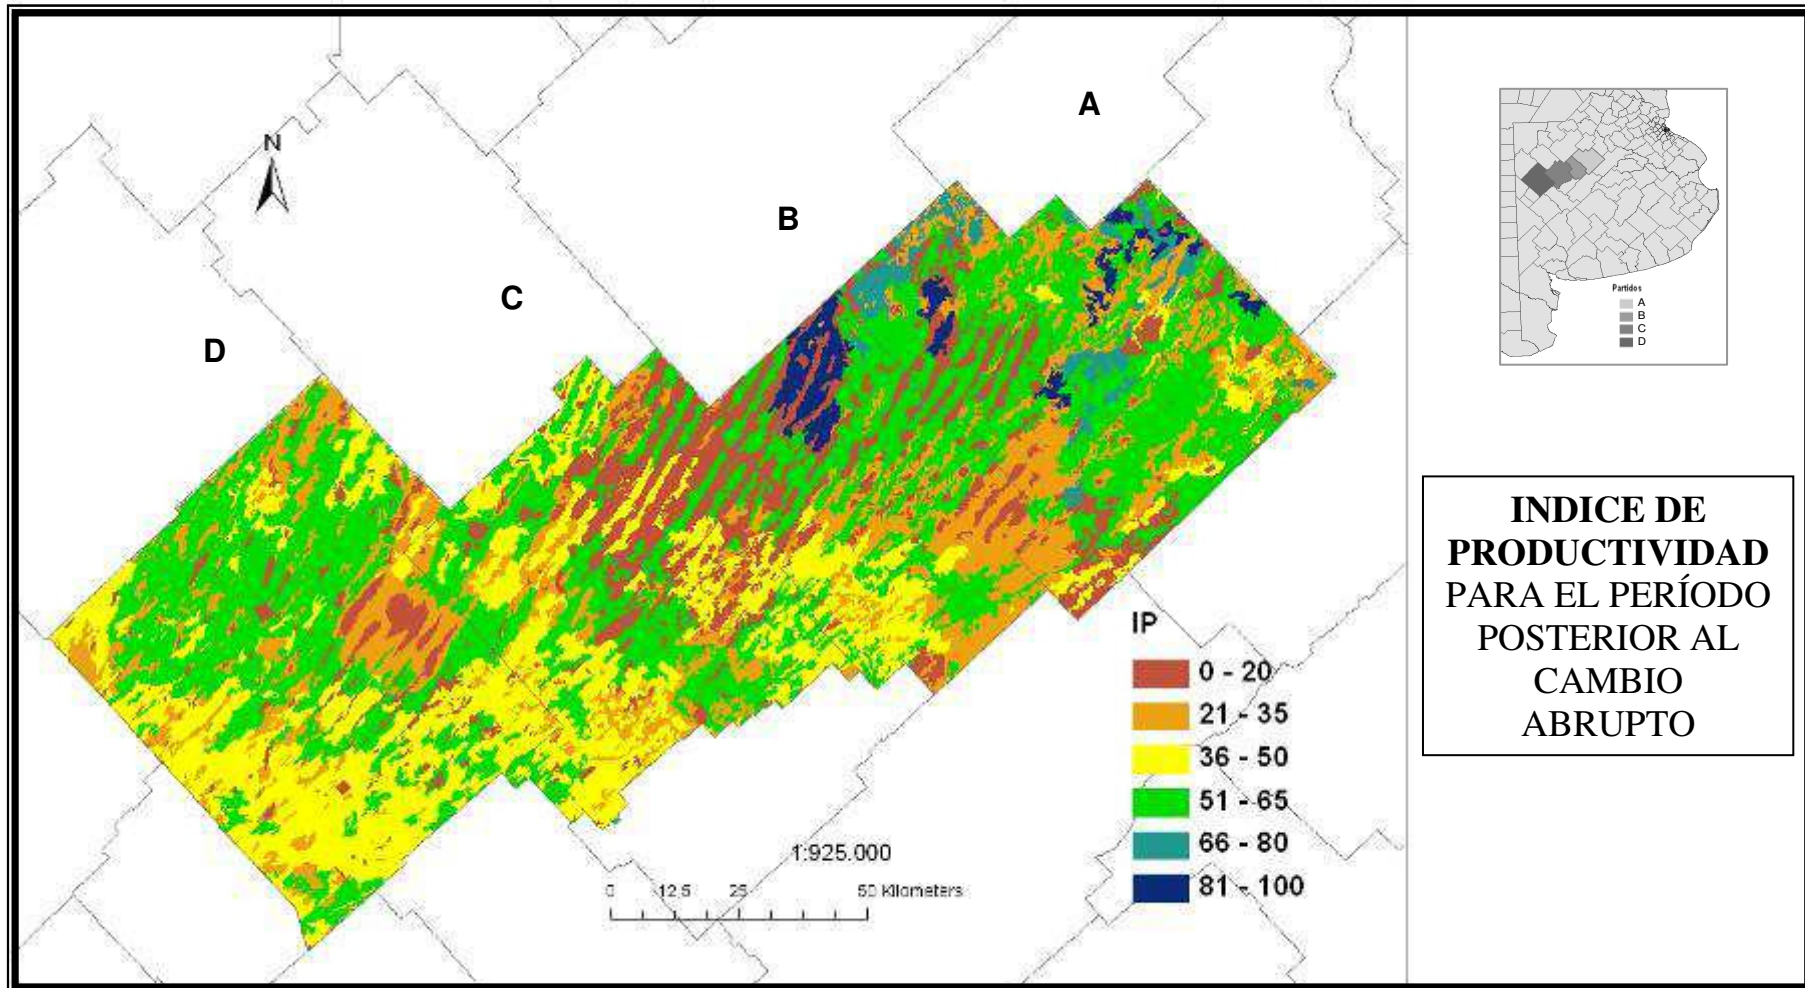 A
N
B
C
D
Partidos
A
B
C
D
INDICE DE
PRODUCTIVIDAD
PARA EL PERÍODO
POSTERIOR AL
CAMBIO
ABRUPTO
IP
0 - 20
21 - 35
36 - 50
51 - 65
66 - 80
81 - 100
1:925.000
0 12,5 25 50 Kilometers